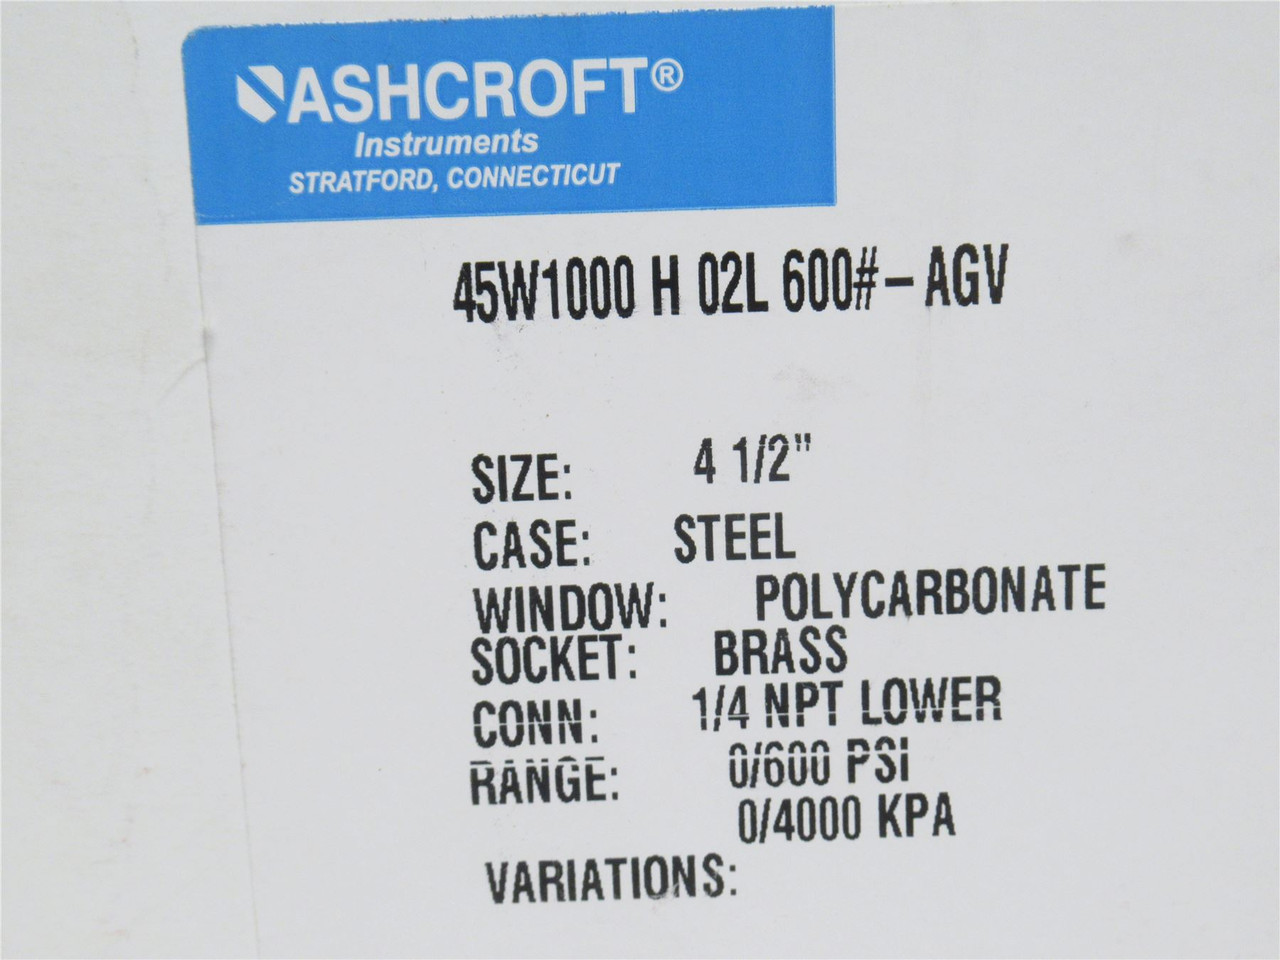 ASHCROFT®
Instruments
STRATFORD, CONNECTICUT
45W1000 H 02L 600#-AGV
SIZE: 4 1/2"
CASE: STEEL
WINDOW: POLYCARBONATE
SOCKET: BRASS
CONN: 1/4 NPT LOWER
RANGE: 0/600 PSI
0/4000 KPA
VARIATIONS: